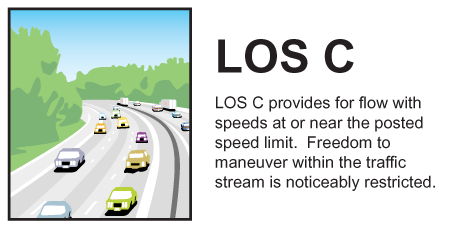 LOS C
LOS C provides for flow with
speeds at or near the posted
speed limit.  Freedom to
maneuver within the traffic
stream is noticeably restricted.